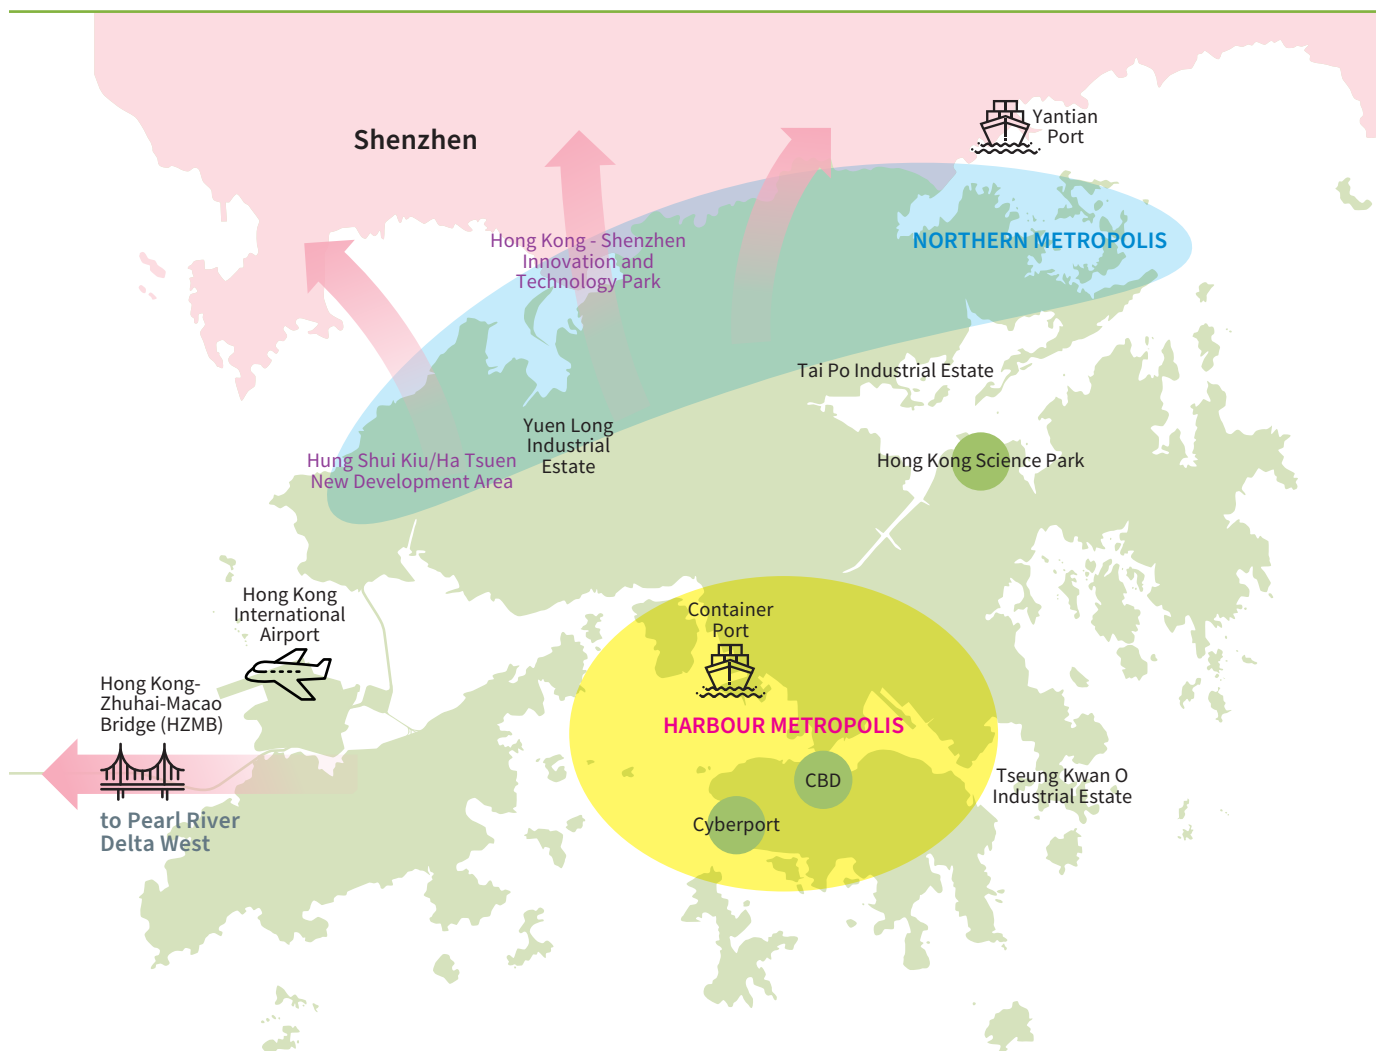 Yantian
Port
Shenzhen
Hong Kong - Shenzhen
Innovation and
Technology Park
NORTHERN METROPOLIS
Tai Po Industrial Estate
Yuen Long
Industrial
Estate
Hung Shui Kiu/Ha Tsuen
New Development Area
Hong Kong Science Park
Hong Kong
International
Airport
Container
Port
Hong Kong-
Zhuhai-Macao
Bridge (HZMB)
HARBOUR METROPOLIS
CBD
Tseung Kwan O
Industrial Estate
Cyberport
to Pearl River
Delta West